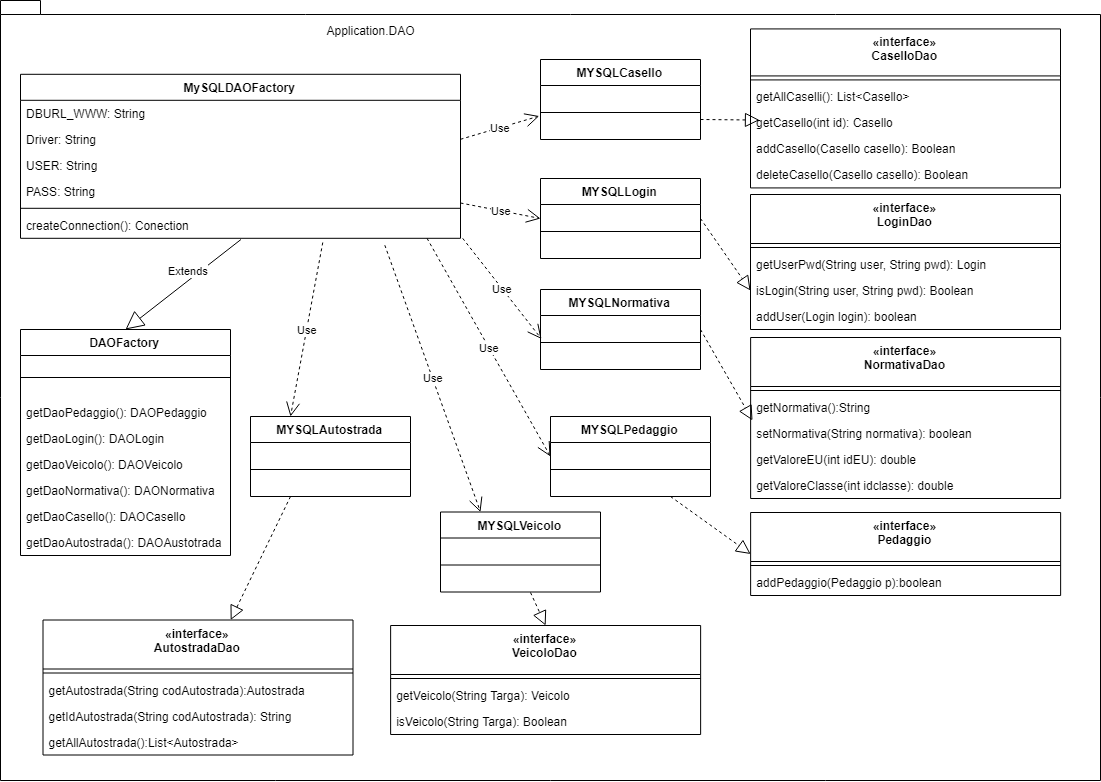 Application.DAO
MySQLDAOFactory
DBURL_WWW: String
Driver: String
USER: String
PASS: String
createConnection(): Conection
MYSQLCasello
Use
«interface»
CaselloDao
getAllCaselli(): List<Casello>
getCasello(int id): Casello
addCasello(Casello casello): Boolean
deleteCasello(Casello casello): Boolean
MYSQLLogin
Use
«interface»
LoginDao
getUserPwd(String user, String pwd): Login
isLogin(String user, String pwd): Boolean
addUser(Login login): boolean
MYSQLNormativa
Use
«interface»
NormativaDao
getNormativa():String
setNormativa(String normativa): boolean
getValoreEU(int idEU): double
getValoreClasse(int idclasse): double
Extends
DAOFactory
getDaoPedaggio(): DAOPedaggio
getDaoLogin(): DAOLogin
getDaoVeicolo(): DAOVeicolo
getDaoNormativa(): DAONormativa
getDaoCasello(): DAOCasello
getDaoAutostrada(): DAOAustotrada
Use
MYSQLAutostrada
Use
MYSQLVeicolo
Use
MYSQLPedaggio
«interface»
Pedaggio
addPedaggio(Pedaggio p):boolean
«interface»
AutostradaDao
getAutostrada(String codAutostrada):Autostrada
getIdAutostrada(String codAutostrada): String
getAllAutostrada():List<Autostrada>
«interface»
VeicoloDao
getVeicolo(String Targa): Veicolo
isVeicolo(String Targa): Boolean